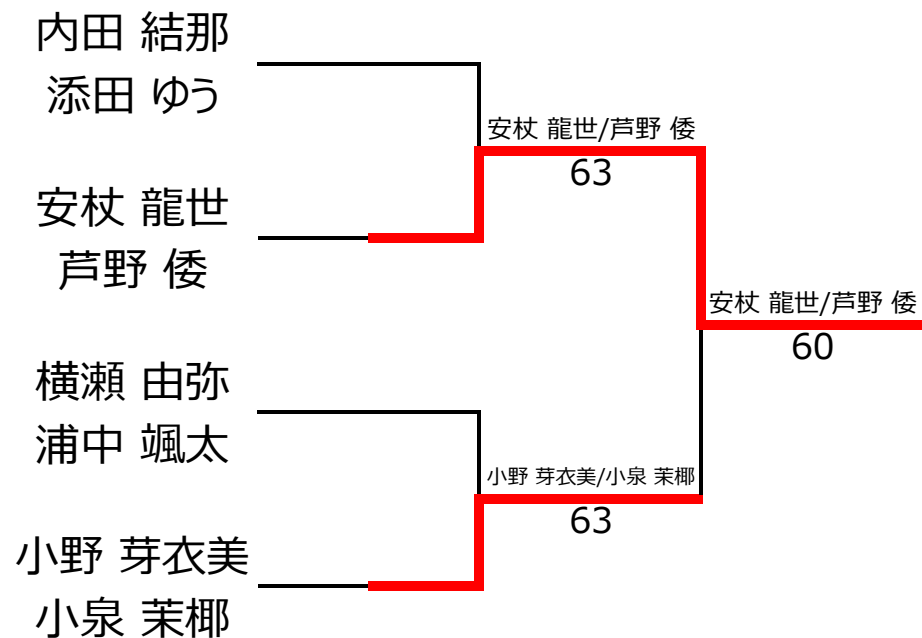 内田 結那
添田 ゆう
安杖 龍世/芦野 倭
63
安杖 龍世
芦野 倭
安杖 龍世/芦野 倭
60
横瀬 由弥
浦中 颯太
小野 芽衣美/小泉 茉椰
63
小野 芽衣美
小泉 茉椰